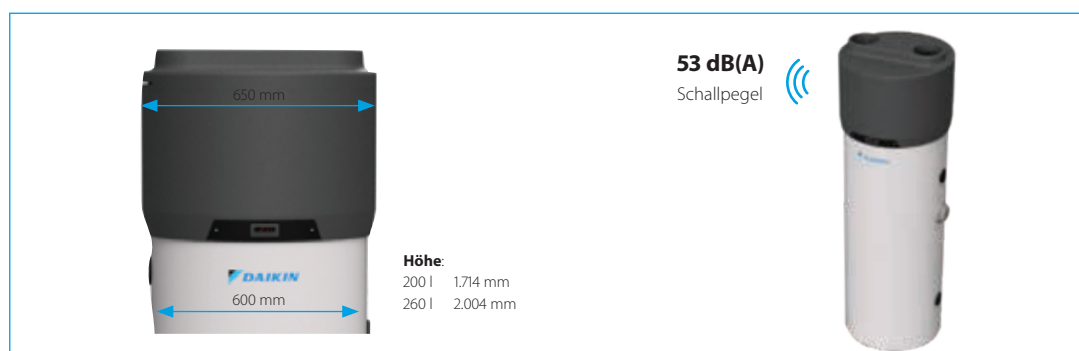 650 mm
DAIKIN
600 mm
Höhe:
200 l 1.714 mm
260 l 2.004 mm
53 dB(A)
Schallpegel